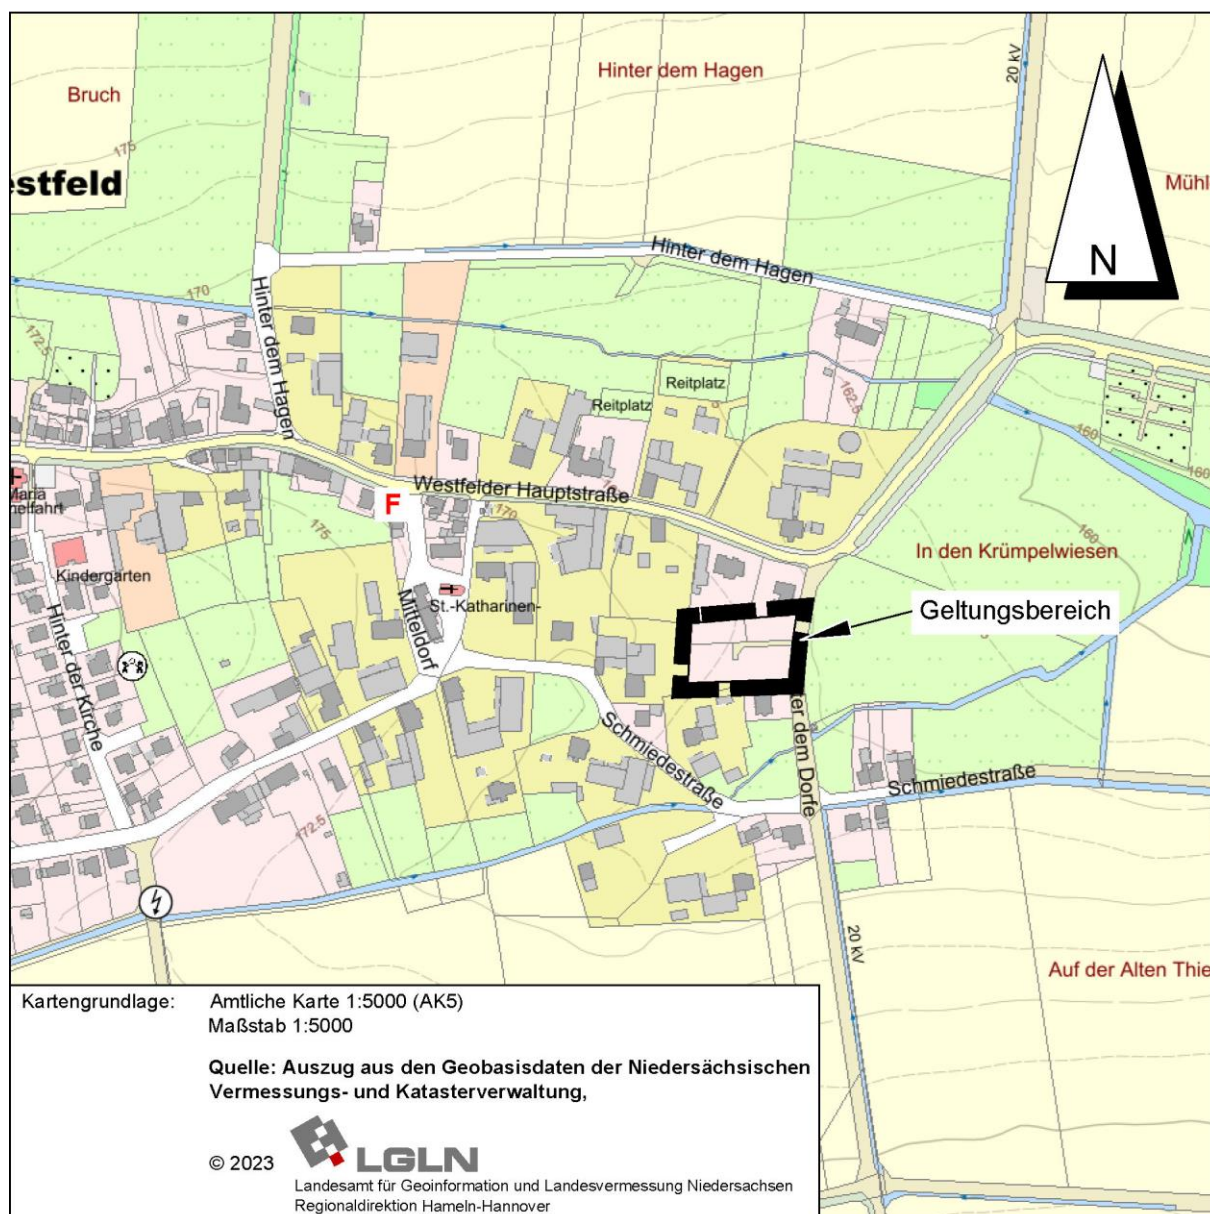 Hinter dem Hagen
20 kV
Bruch
175
estfeld
Mühl
Hinter dem Hagen
N
170
Hinter dem Hagen
172.5
Reitplatz
162.5
Reitplatz
160
160
Westfelder Hauptstraße
Maria
nelfahrt
F
170
175
160
In den Krümpelwiesen
Kindergarten
St.-Katharinen-
Geltungsbereich
Mitteldorf
Hinter der Kirche
ter dem Dorfe
Schmiedestraße
Schmiedestraße
172.5
20 kV
Auf der Alten Thie
Kartengrundlage: Amtliche Karte 1:5000 (AK5)
Maßstab 1:5000
Quelle: Auszug aus den Geobasisdaten der Niedersächsischen
Vermessungs- und Katasterverwaltung,
© 2023 LGLN
Landesamt für Geoinformation und Landesvermessung Niedersachsen
Regionaldirektion Hameln-Hannover